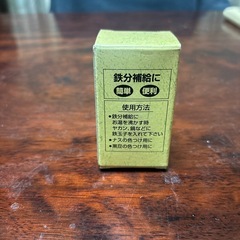 鉄分補給に
簡単 便利
使用方法
●鉄分補給に
お湯を沸かす時
ヤカン、鍋などに
鉄玉子を入れて下さい
●ナスの色つけ用に
●黒豆の色つけ用に